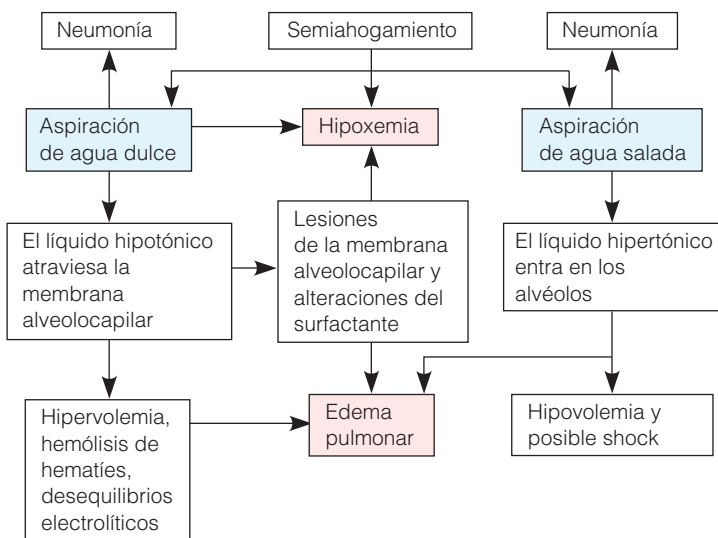 Neumonía
Semiahogamiento
Neumonía
Aspiración
de agua dulce
Hipoxemia
Aspiración
de agua salada
El líquido hipotónico
atraviesa la
membrana
alveolocapilar
Lesiones
de la membrana
alveolocapilar y
alteraciones del
surfactante
El líquido hipertónico
entra en los
alvéolos
Hipervolemia,
hemólisis de
hematíes,
desequilibrios
electrolíticos
Edema
pulmonar
Hipovolemia y
posible shock